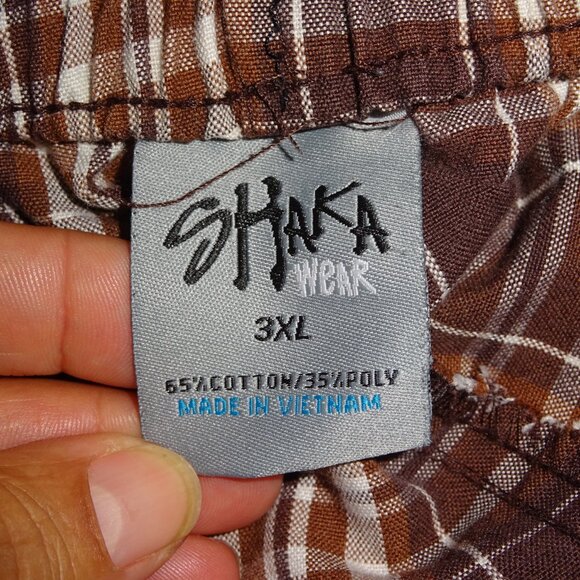 SHAKA
WEAR
3XL
65%COTTON/35%POLY
MADE IN VIETNAM